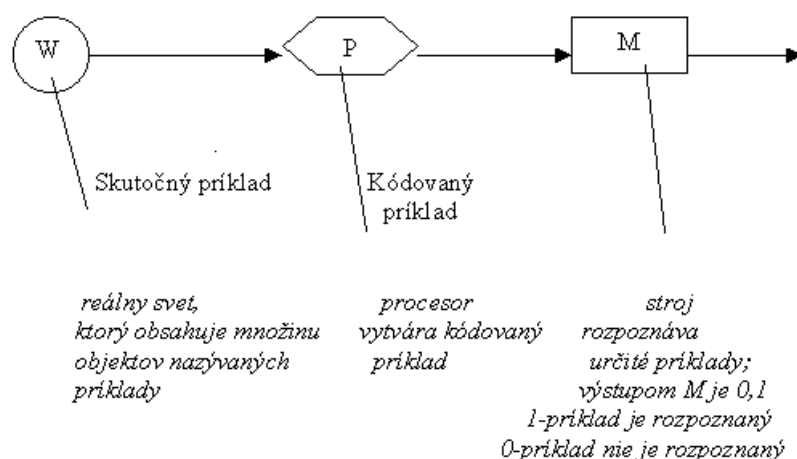 W
P
M
Skutočný príklad
Kódovaný
príklad
reálny svet,
ktorý obsahuje množinu
objektov nazývaných
príklady
procesor
vytvára kódovaný
príklad
stroj
rozpoznáva
určité príklady;
výstupom M je 0,1
1-príklad je rozpoznaný
0-príklad nie je rozpoznaný